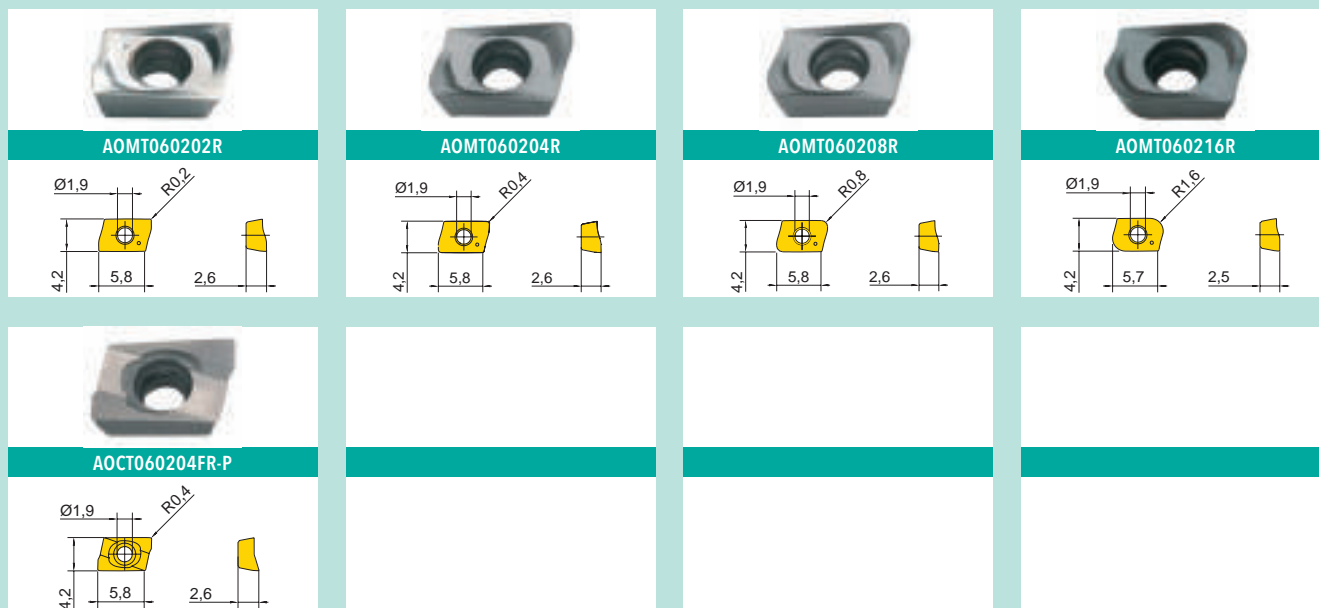 AOMT060202R
Ø1,9
R0,2
4,2
5,8
2,6
AOMT060204R
Ø1,9
R0,4
4,2
5,8
2,6
AOMT060208R
Ø1,9
R0,8
4,2
5,8
2,6
AOMT060216R
Ø1,9
R1,6
4,2
5,7
2,5
AOCT060204FR-P
Ø1,9
R0,4
4,2
5,8
2,6